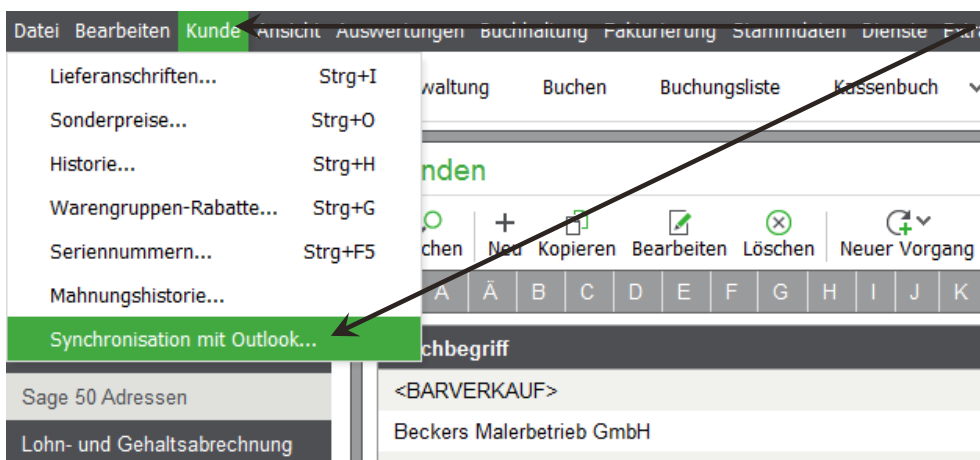 Datei Bearbeiten Kunde Ansicht Auswertungen Buchhaltung Fakturierung Stammdaten Dienste Extra
Lieferanschriften... Strg+I
Sonderpreise... Strg+O
Historie... Strg+H
Warengruppen-Rabatte... Strg+G
Seriennummern... Strg+F5
Mahnungshistorie...
Synchronisation mit Outlook...
waltung Buchen Buchungsliste Kassenbuch
nden
chen Neu Kopieren Bearbeiten Löschen Neuer Vorgang
A Ä B C D E F G H I J K
chbegriff
<BARVERKAUF>
Beckers Malerbetrieb GmbH
Sage 50 Adressen
Lohn- und Gehaltsabrechnung